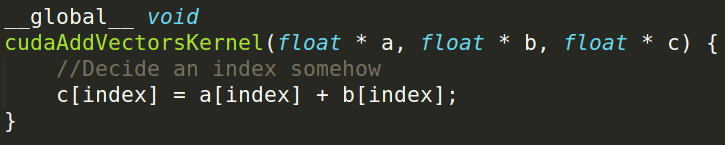 __global__ void
cudaAddVectorsKernel(float * a, float * b, float * c) {
    //Decide an index somehow
    c[index] = a[index] + b[index];
}